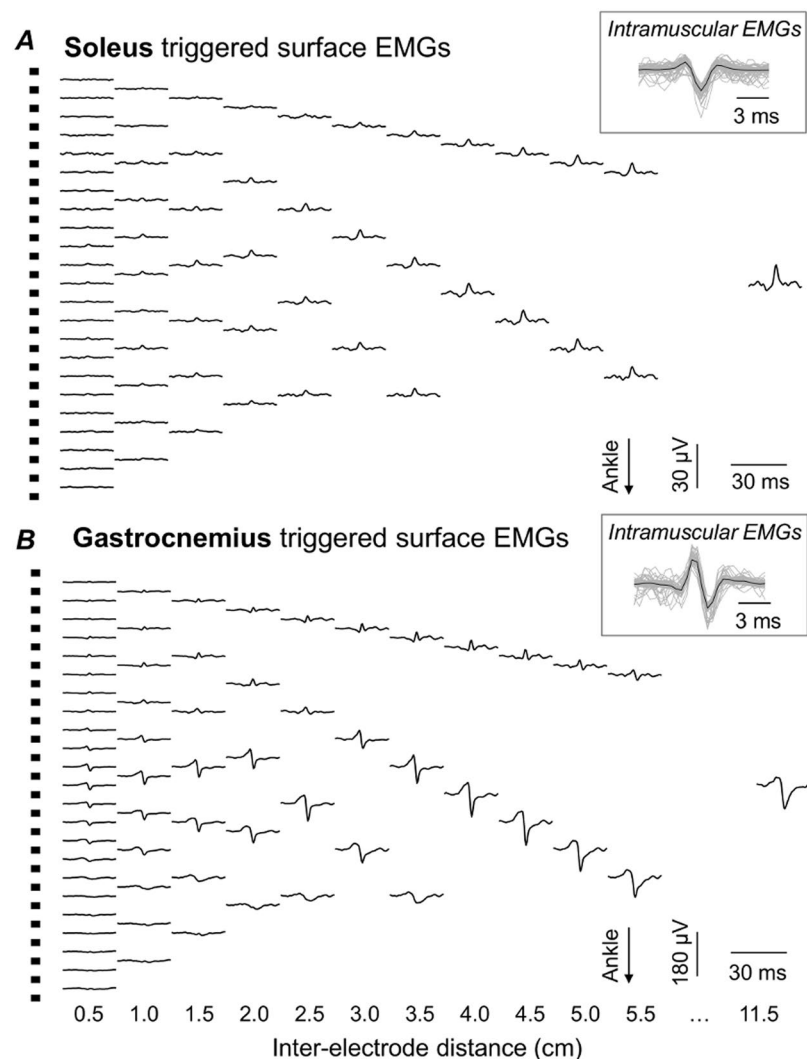 A Soleus triggered surface EMGs
Intramuscular EMGs
3 ms
Ankle
30 μV
30 ms
B Gastrocnemius triggered surface EMGs
Intramuscular EMGs
3 ms
Ankle
180 μV
30 ms
0.5 1.0 1.5 2.0 2.5 3.0 3.5 4.0 4.5 5.0 5.5 ... 11.5
Inter-electrode distance (cm)